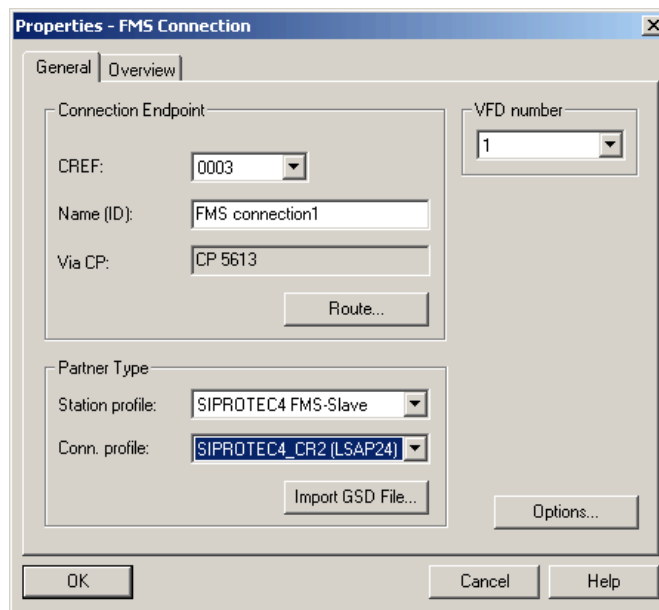 Properties - FMS Connection
General
Overview
Connection Endpoint
VFD number
CREF:
0003
1
Name (ID):
FMS connection1
Via CP:
CP 5613
Route...
Partner Type
Station profile:
SIPROTEC4 FMS-Slave
Conn. profile:
SIPROTEC4_CR2 (LSAP24)
Import GSD File...
Options...
OK
Cancel
Help